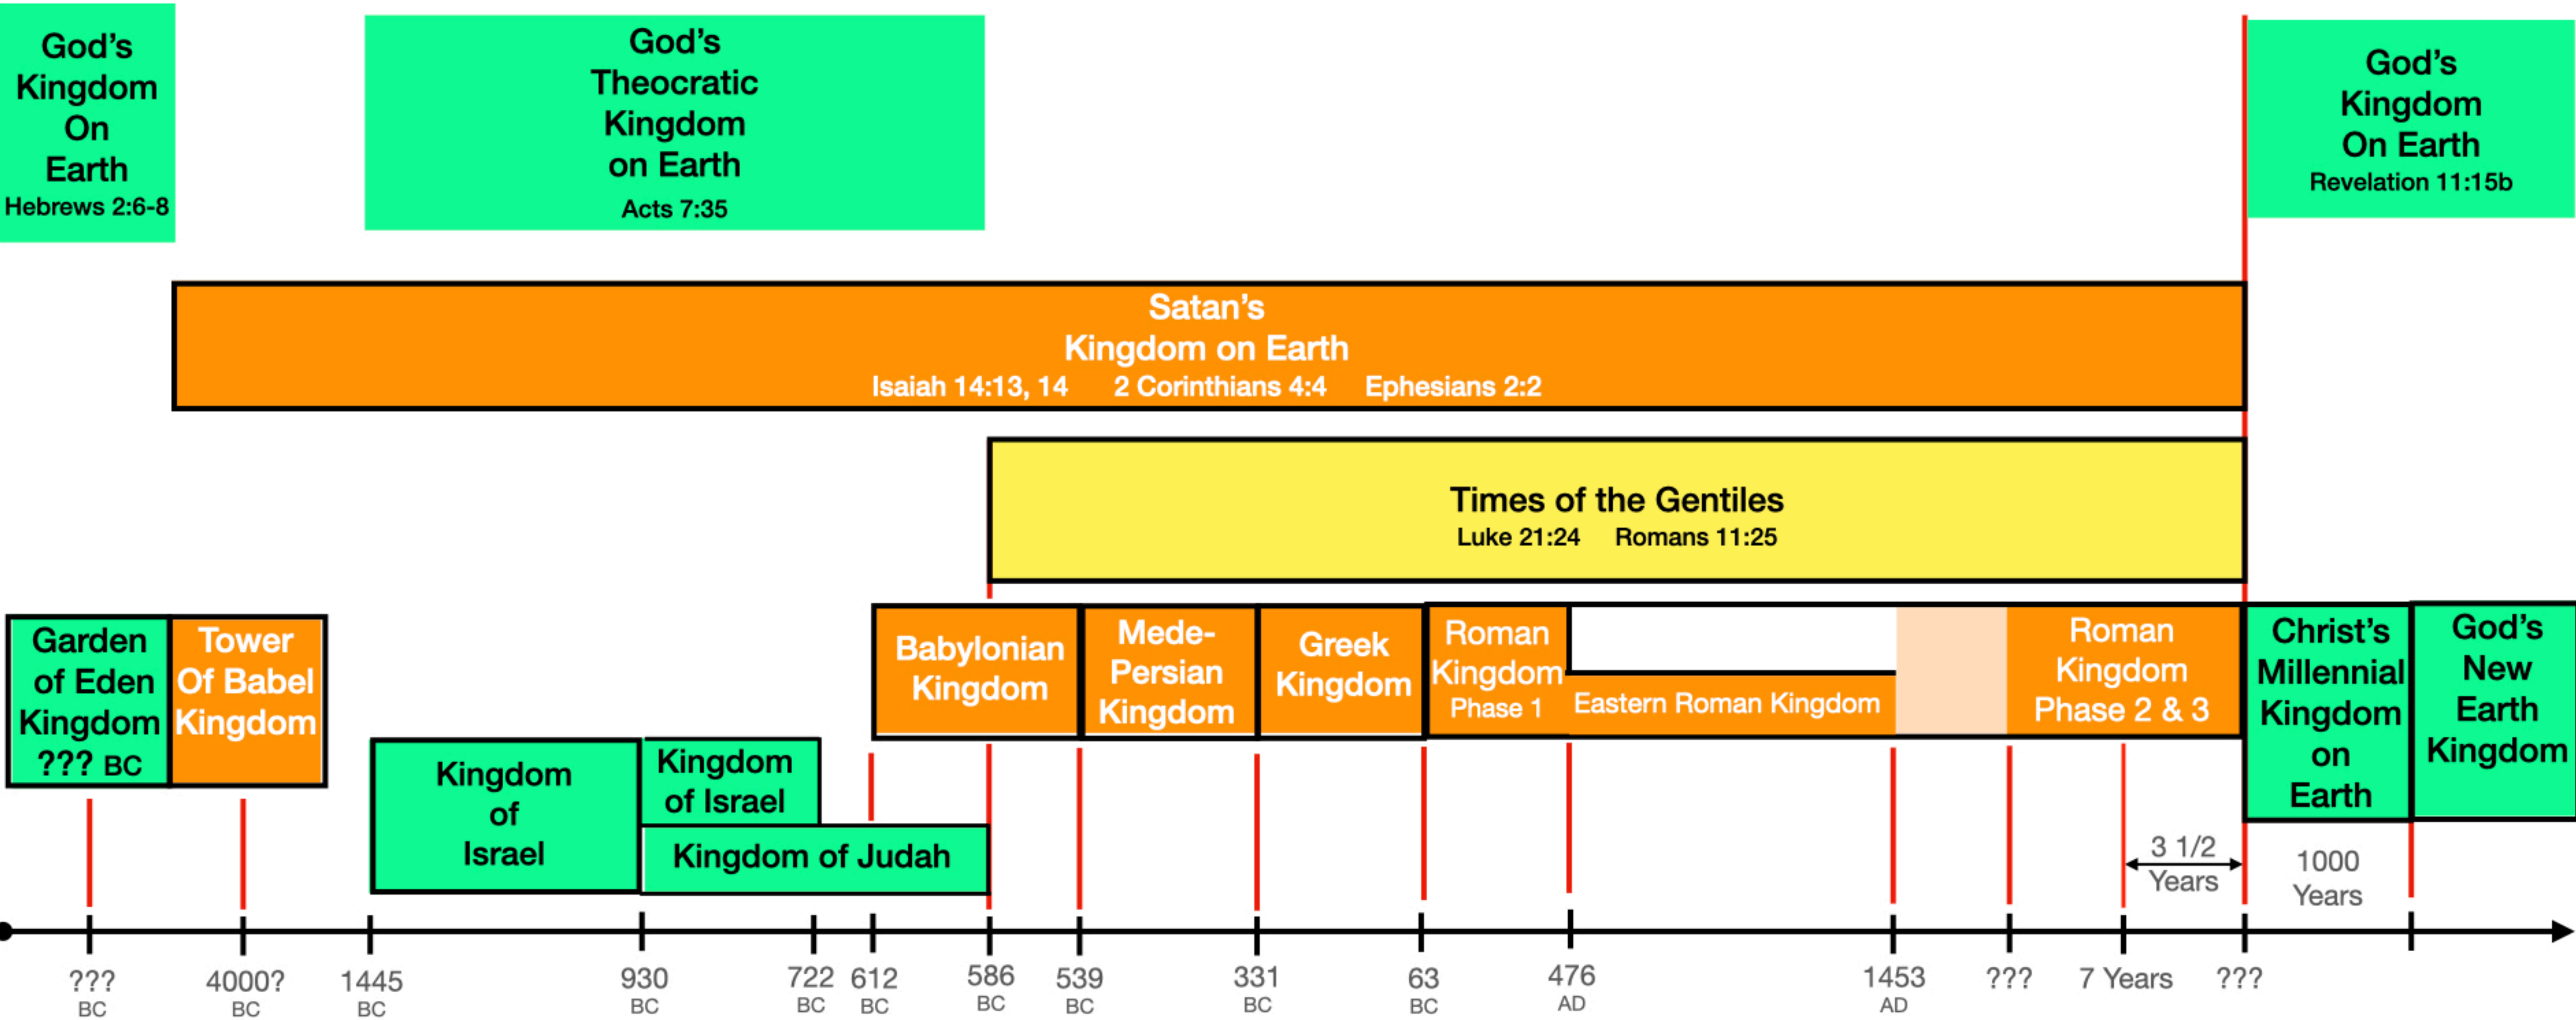 God's
Kingdom
On
Earth
Hebrews 2:6-8
God's
Theocratic
Kingdom
on Earth
Acts 7:35
God's
Kingdom
On Earth
Revelation 11:15b
Satan's
Kingdom on Earth
Isaiah 14:13, 14 2 Corinthians 4:4 Ephesians 2:2
Times of the Gentiles
Luke 21:24 Romans 11:25
Garden
of Eden
Kingdom
??? BC
Tower
Of Babel
Kingdom
Kingdom
of
Israel
Kingdom
of Israel
Kingdom of Judah
Babylonian
Kingdom
Mede-
Persian
Kingdom
Greek
Kingdom
Roman
Kingdom
Phase 1
Eastern Roman Kingdom
Roman
Kingdom
Phase 2 & 3
Christ's
Millennial
Kingdom
on
Earth
God's
New
Earth
Kingdom
3 1/2
Years
1000
Years
???
BC
4000?
BC
1445
BC
930
BC
722
BC
612
BC
586
BC
539
BC
331
BC
63
BC
476
AD
1453
AD
???
7 Years
???